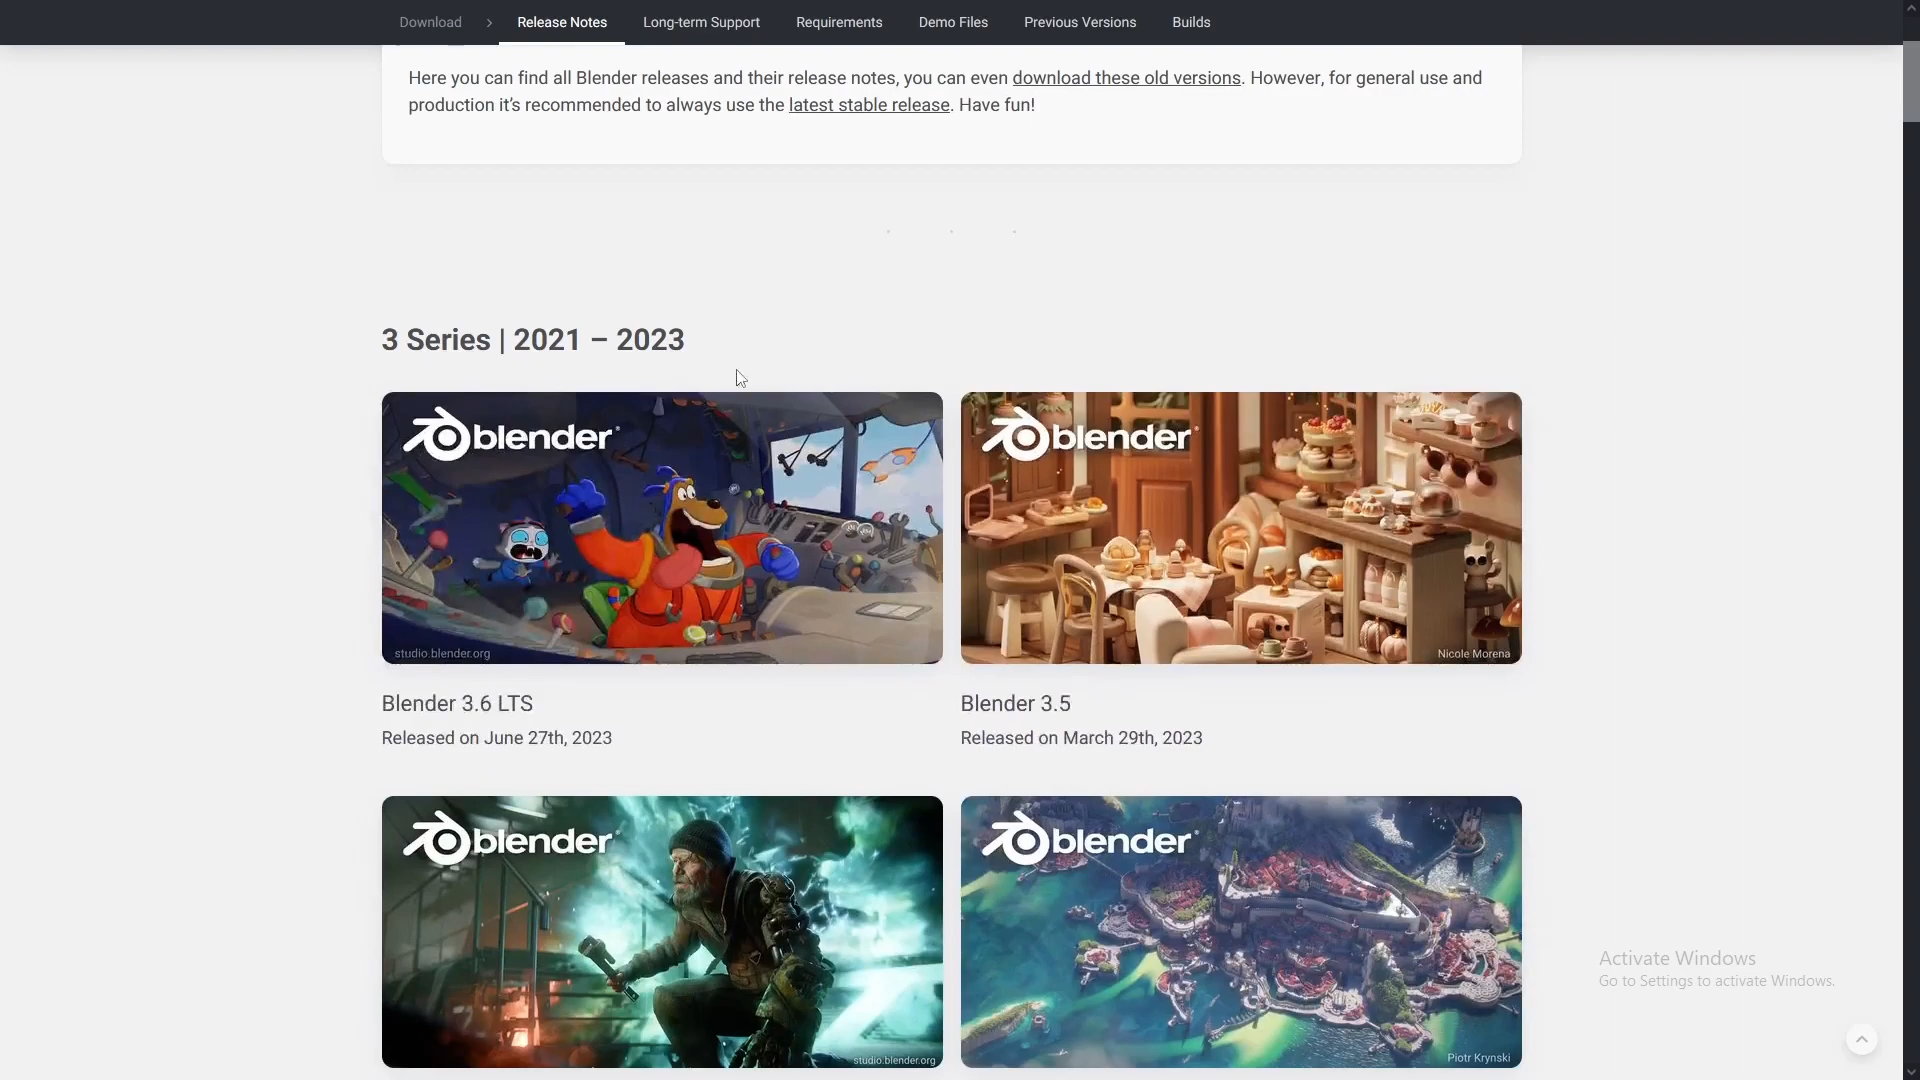 Download > Release Notes Long-term Support Requirements Demo Files Previous Versions Builds
Here you can find all Blender releases and their release notes, you can even download these old versions. However, for general use and
production it’s recommended to always use the latest stable release. Have fun!
3 Series | 2021 – 2023
blender
studio.blender.org
blender
Nicole Morena
Blender 3.6 LTS
Released on June 27th, 2023
Blender 3.5
Released on March 29th, 2023
blender
studio.blender.org
blender
Piotr Krynski
Activate Windows
Go to Settings to activate Windows.